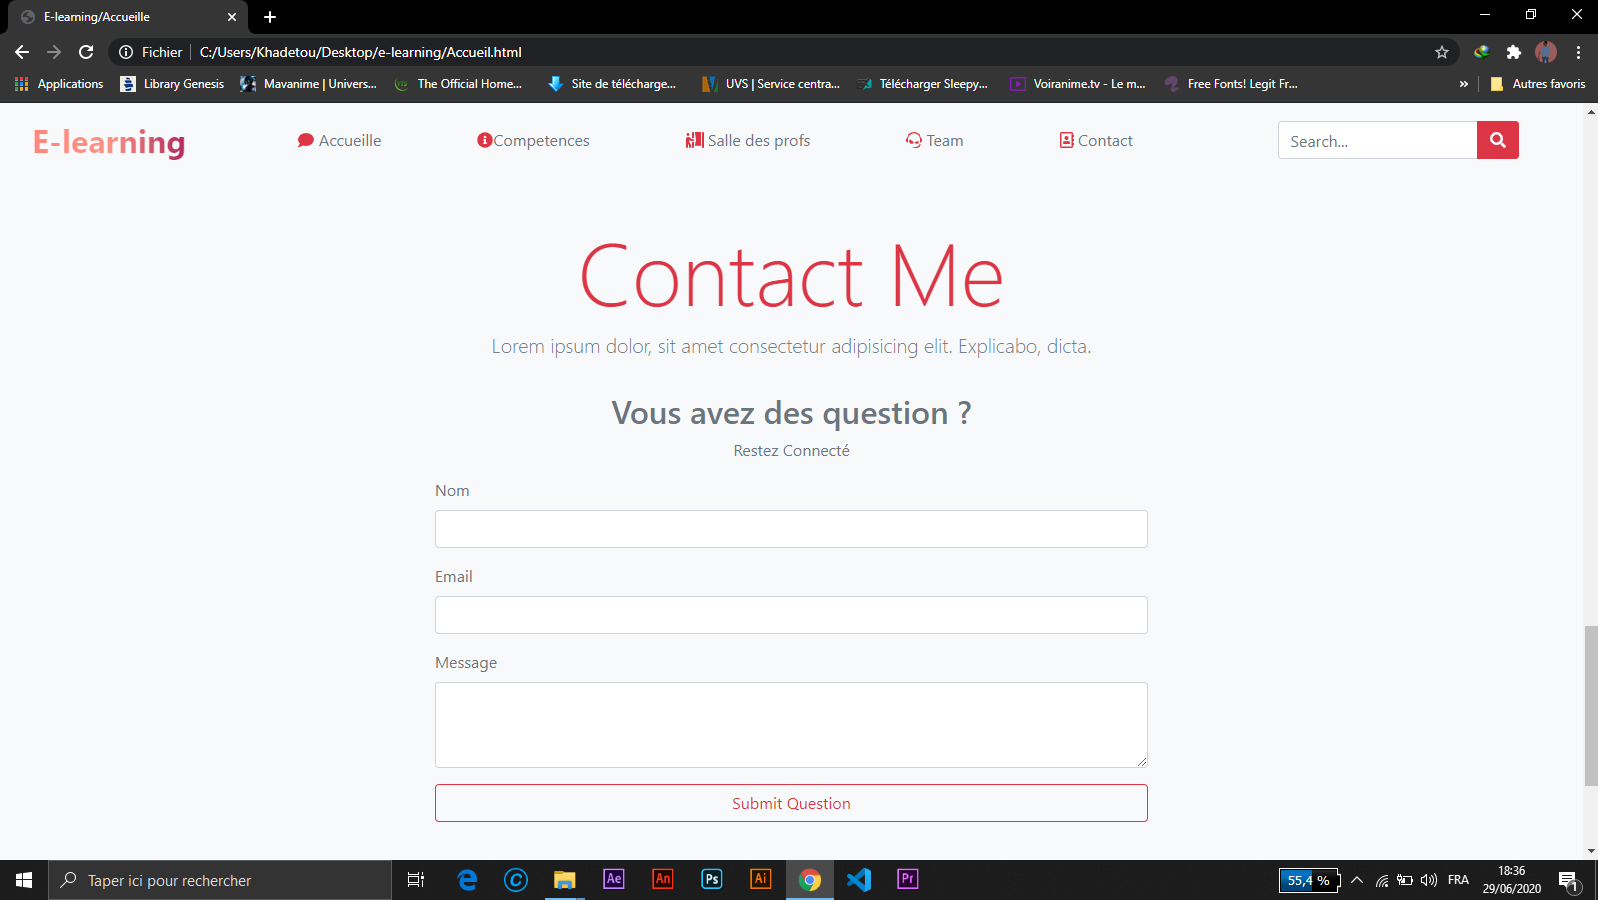 E-learning/Accueille
Fichier C:/Users/Khadetou/Desktop/e-learning/Accueil.html
Applications Library Genesis Mavanime | Univers... The Official Home... Site de télécharge... UVS | Service centra... Télécharger Sleepy... Voiranime.tv - Le m... Free Fonts! Legit Fr... » Autres favoris
E-learning Accueille Competences Salle des profs Team Contact Search...
Contact Me
Lorem ipsum dolor, sit amet consectetur adipisicing elit. Explicabo, dicta.
Vous avez des question ?
Restez Connecté
Nom
Email
Message
Submit Question
Taper ici pour rechercher Ae An Ps Ai Pr 55,4 % FRA 18:36
29/06/2020 1